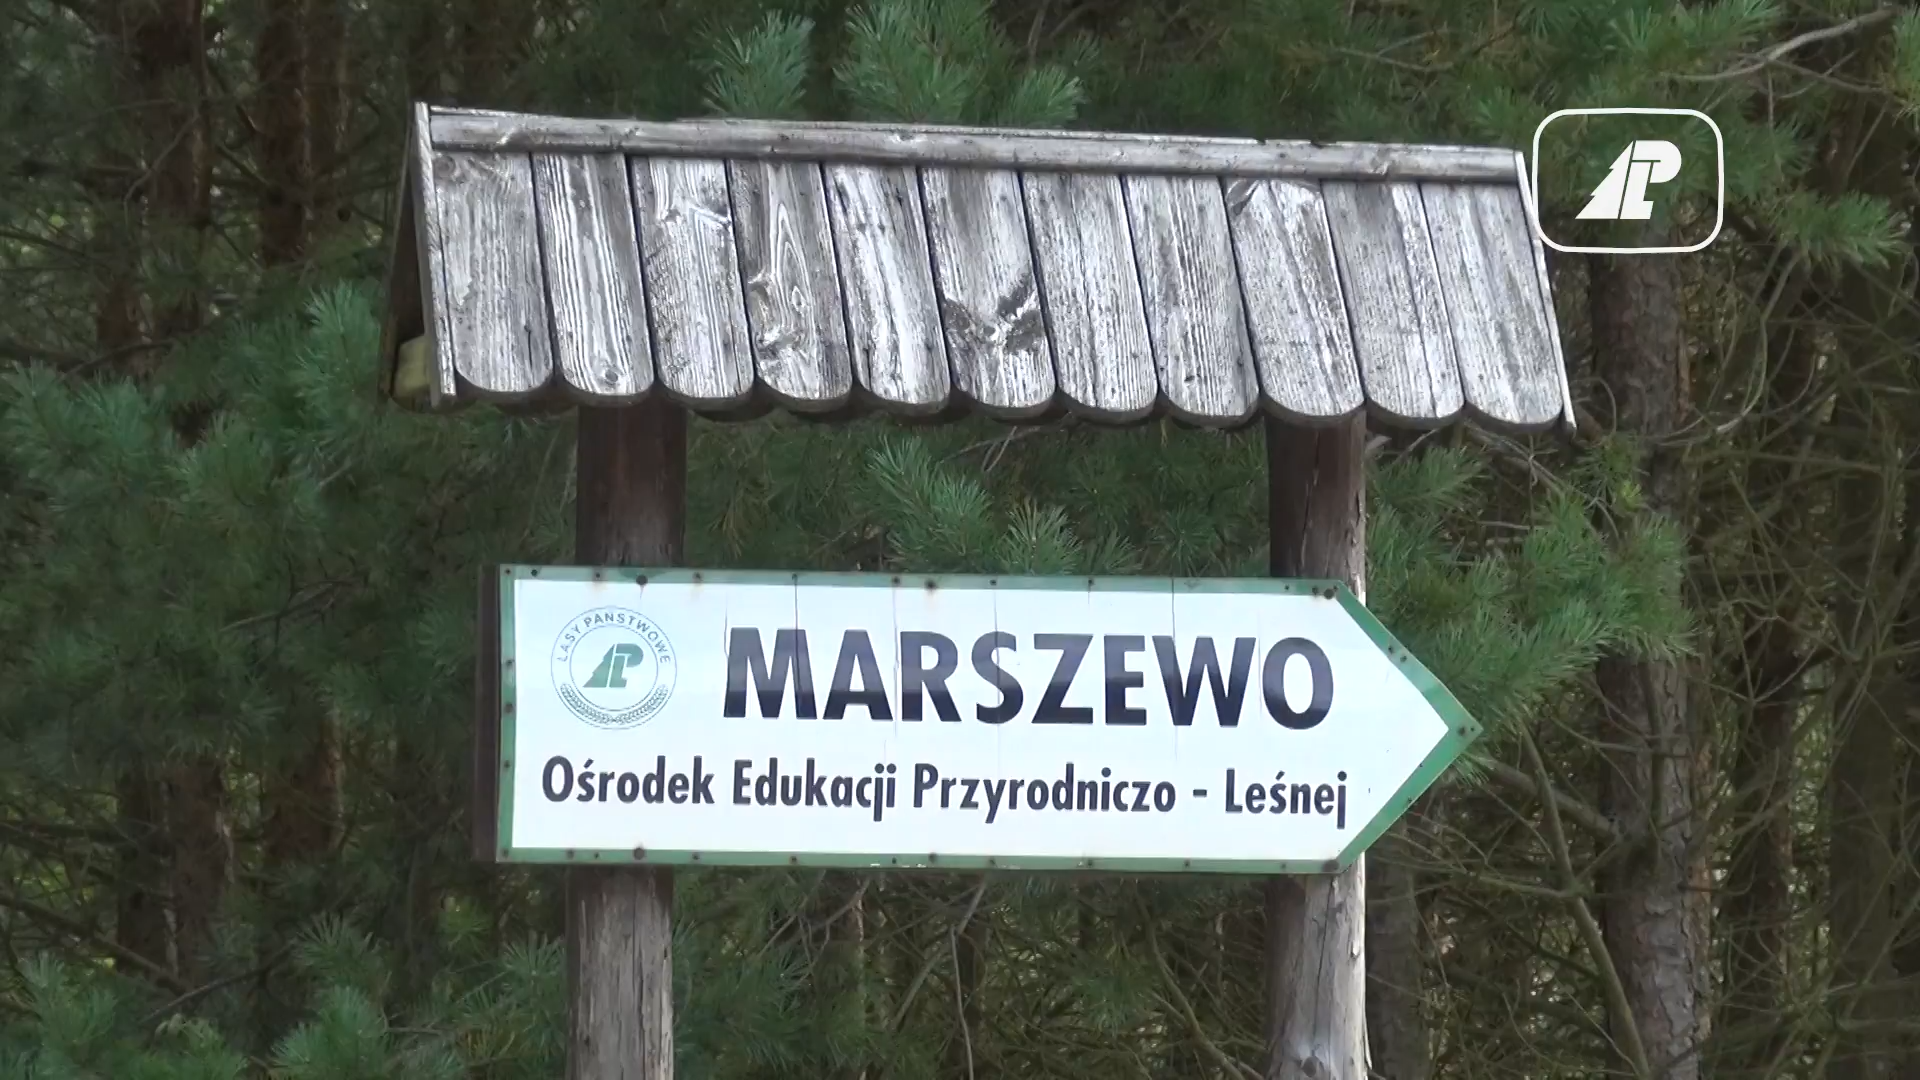 LASY PAŃSTWOWE
MARSZEWO
Ośrodek Edukacji Przyrodniczo - Leśnej